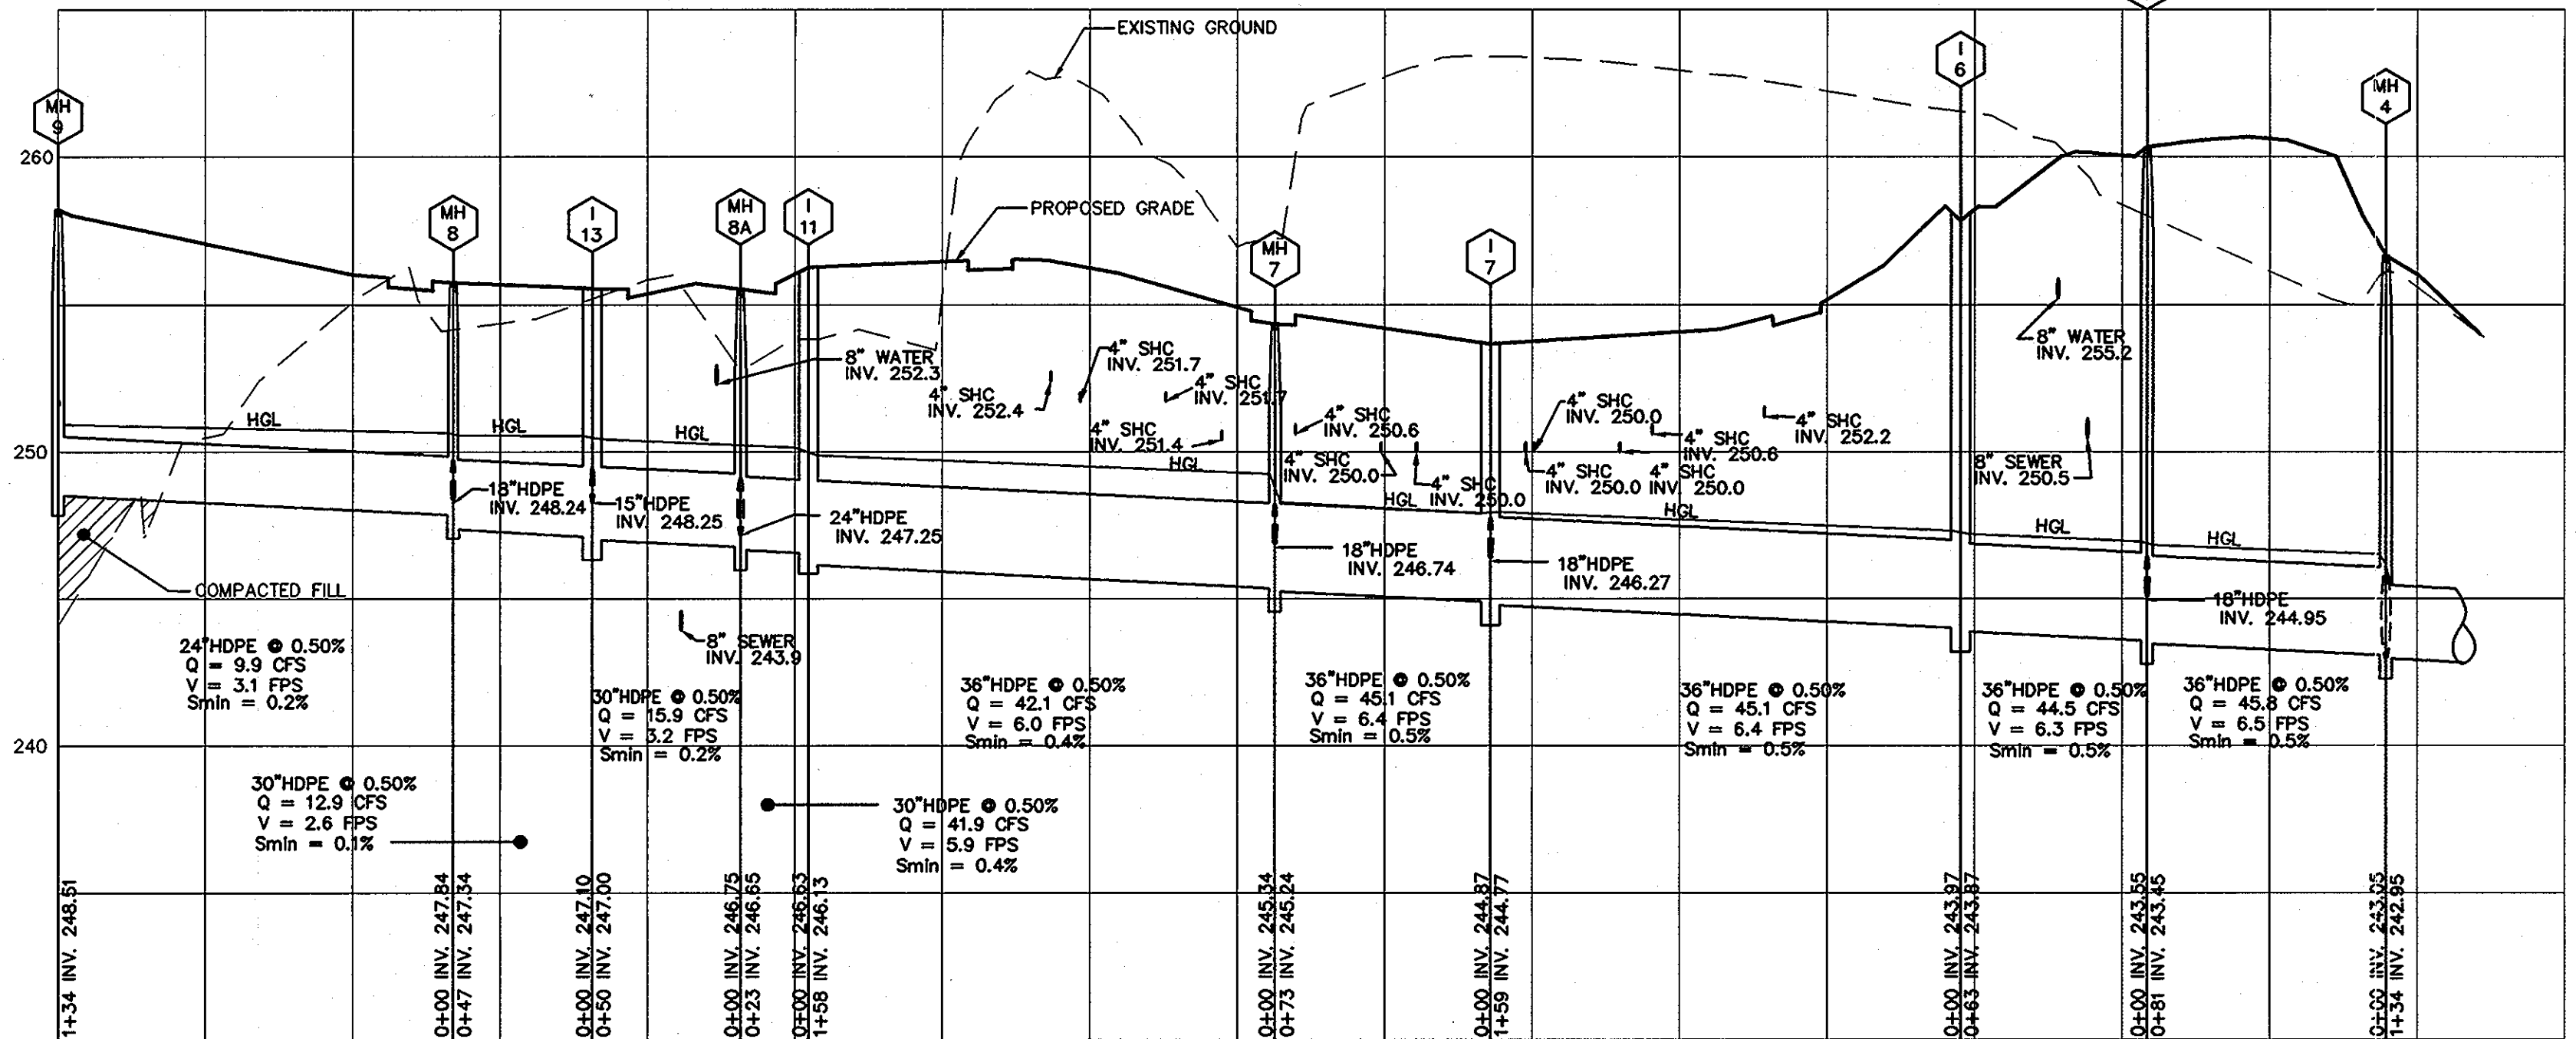 EXISTING GROUND
I
6
MH
9
MH
4
260
PROPOSED GRADE
MH
8
I
13
MH
8A
I
11
MH
7
I
7
8" WATER
INV. 252.3
4" SHC
INV. 251.7
4" SHC
INV. 252.4
4" SHC
INV. 251.7
4" SHC
INV. 251.4
4" SHC
INV. 250.6
4" SHC
INV. 250.0
4" SHC
INV. 250.0
4" SHC
INV. 250.0
4" SHC
INV. 250.0
4" SHC
INV. 250.6
4" SHC
INV. 250.0
4" SHC
INV. 252.2
8" WATER
INV. 255.2
8" SEWER
INV. 250.5
HGL
HGL
HGL
HGL
HGL
HGL
HGL
HGL
250
18"HDPE
INV. 248.24
15"HDPE
INV. 248.25
24"HDPE
INV. 247.25
18"HDPE
INV. 246.74
18"HDPE
INV. 246.27
18"HDPE
INV. 244.95
COMPACTED FILL
8" SEWER
INV. 243.9
24"HDPE @ 0.50%
Q = 9.9 CFS
V = 3.1 FPS
Smin = 0.2%
30"HDPE @ 0.50%
Q = 15.9 CFS
V = 3.2 FPS
Smin = 0.2%
36"HDPE @ 0.50%
Q = 42.1 CFS
V = 6.0 FPS
Smin = 0.4%
36"HDPE @ 0.50%
Q = 45.1 CFS
V = 6.4 FPS
Smin = 0.5%
36"HDPE @ 0.50%
Q = 45.1 CFS
V = 6.4 FPS
Smin = 0.5%
36"HDPE @ 0.50%
Q = 44.5 CFS
V = 6.3 FPS
Smin = 0.5%
36"HDPE @ 0.50%
Q = 45.8 CFS
V = 6.5 FPS
Smin = 0.5%
240
30"HDPE @ 0.50%
Q = 12.9 CFS
V = 2.6 FPS
Smin = 0.1%
30"HDPE @ 0.50%
Q = 41.9 CFS
V = 5.9 FPS
Smin = 0.4%
1+34 INV. 248.51
0+00 INV. 247.84
0+47 INV. 247.34
0+00 INV. 247.10
0+50 INV. 247.00
0+00 INV. 246.75
0+23 INV. 246.65
0+00 INV. 246.63
1+58 INV. 246.13
0+00 INV. 245.34
0+73 INV. 245.24
0+00 INV. 244.87
1+59 INV. 244.77
0+00 INV. 243.97
0+63 INV. 243.87
0+00 INV. 243.55
0+81 INV. 243.45
0+00 INV. 243.05
1+34 INV. 242.95